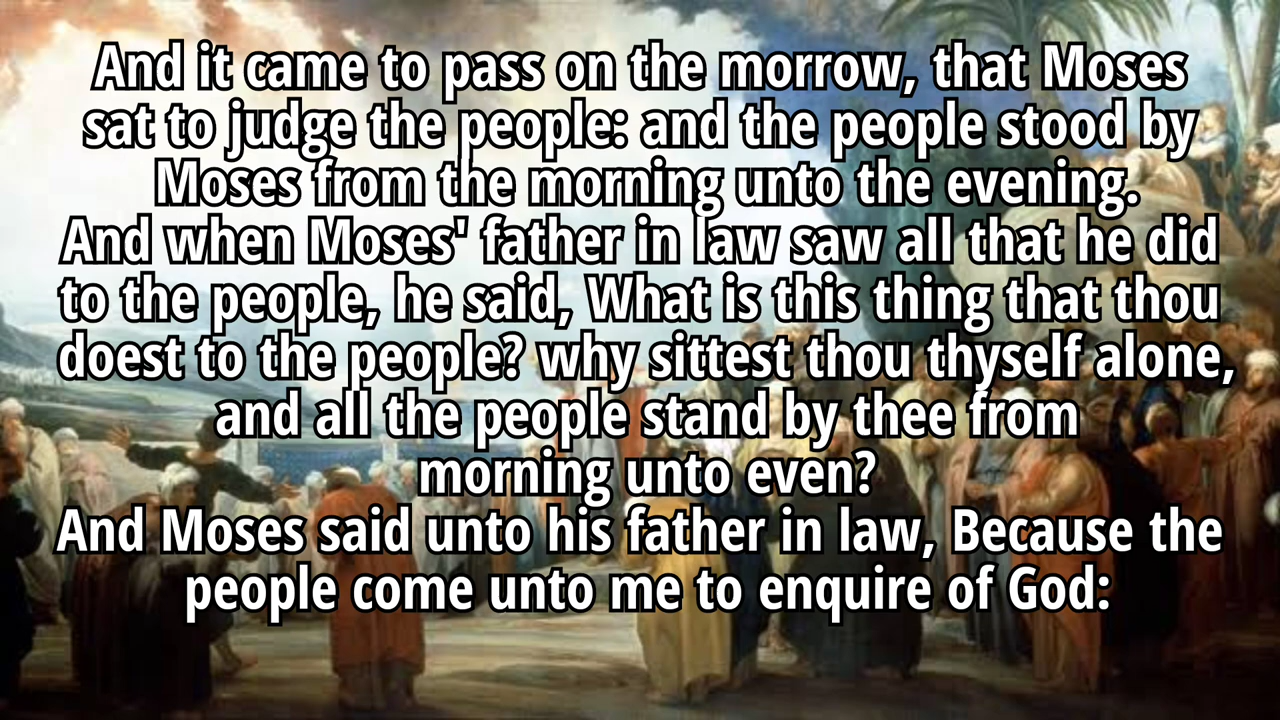 And it came to pass on the morrow, that Moses
sat to judge the people: and the people stood by
Moses from the morning unto the evening.
And when Moses' father in law saw all that he did
to the people, he said, What is this thing that thou
doest to the people? why sittest thou thyself alone,
and all the people stand by thee from
morning unto even?
And Moses said unto his father in law, Because the
people come unto me to enquire of God: